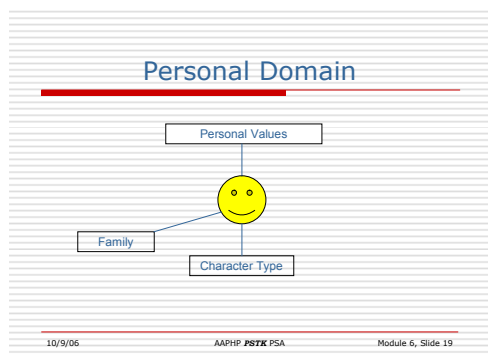 Personal Domain
Personal Values
Family
Character Type
10/9/06 AAPHP PSTK PSA Module 6, Slide 19